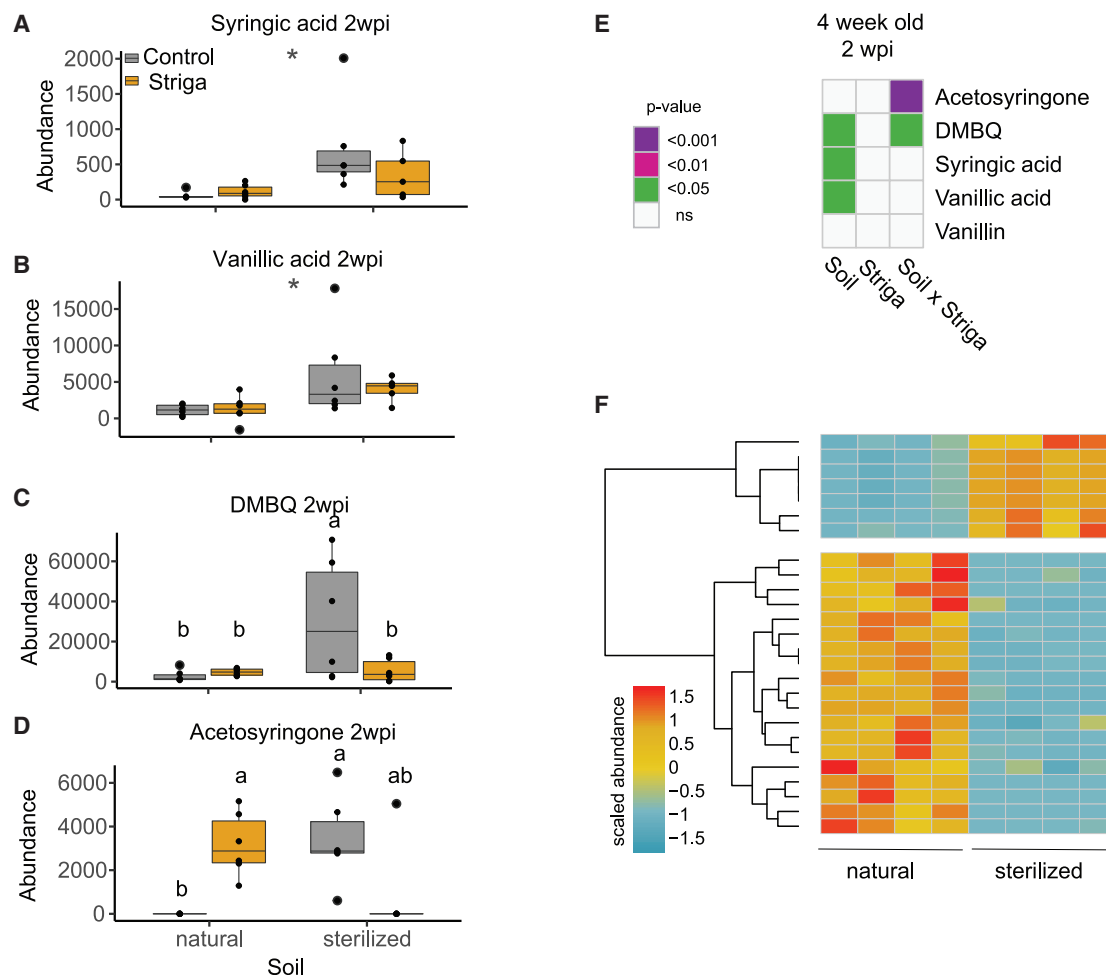 A
Syringic acid 2wpi
Control
Striga
*
Abundance
2000
1500
1000
500
0
B
Vanillic acid 2wpi
*
Abundance
15000
10000
5000
0
C
DMBQ 2wpi
a
b
b
b
Abundance
60000
40000
20000
0
D
Acetosyringone 2wpi
a
a
ab
b
Abundance
6000
4000
2000
0
natural
sterilized
Soil
E
4 week old
2 wpi
p-value
<0.001
<0.01
<0.05
ns
Acetosyringone
DMBQ
Syringic acid
Vanillic acid
Vanillin
Soil
Striga
Soil x Striga
F
scaled abundance
1.5
1
0.5
0
−0.5
−1
−1.5
natural
sterilized